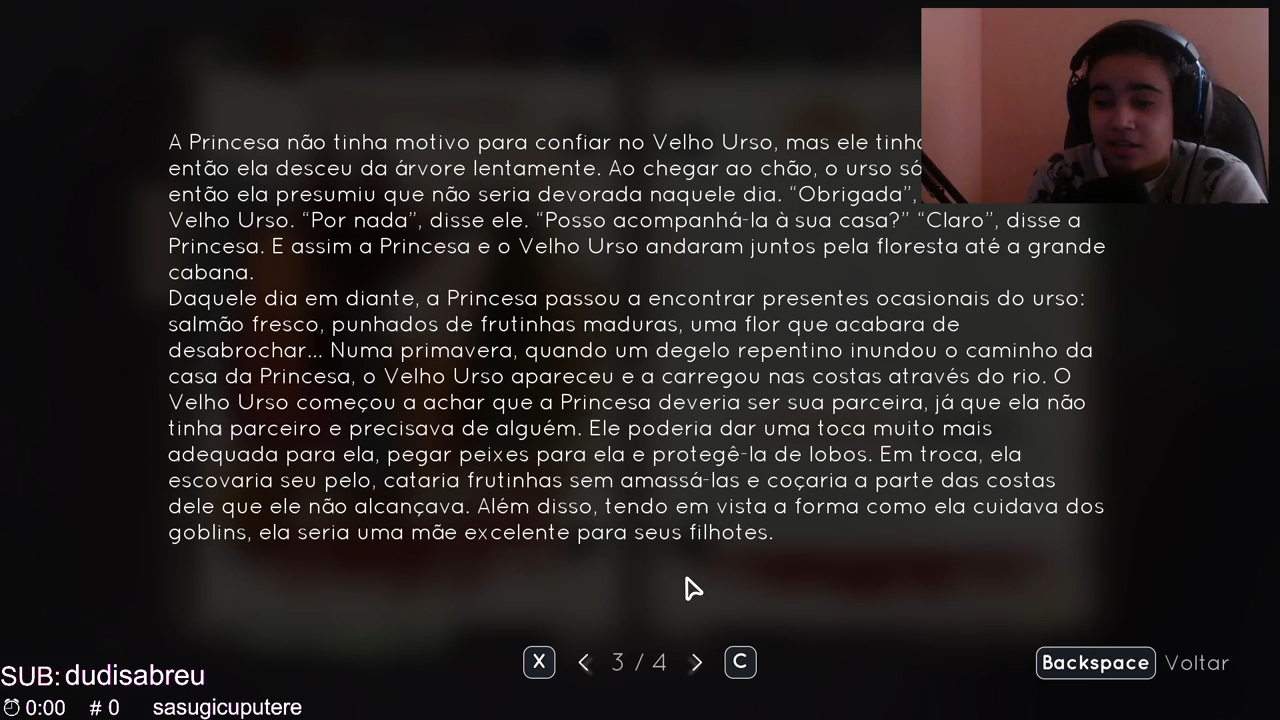 A Princesa não tinha motivo para confiar no Velho Urso, mas ele
então ela desceu da árvore lentamente. Ao chegar ao chão, o urso só
então ela presumiu que não seria devorada naquele dia. “Obrigada”,
Velho Urso. “Por nada”, disse ele. “Posso acompanhá-la à sua casa?” “Claro”, disse a
Princesa. E assim a Princesa e o Velho Urso andaram juntos pela floresta até a grande
cabana.
Daquele dia em diante, a Princesa passou a encontrar presentes ocasionais do urso:
salmão fresco, punhados de frutinhas maduras, uma flor que acabara de
desabrochar... Numa primavera, quando um degelo repentino inundou o caminho da
casa da Princesa, o Velho Urso apareceu e a carregou nas costas através do rio. O
Velho Urso começou a achar que a Princesa deveria ser sua parceira, já que ela não
tinha parceiro e precisava de alguém. Ele poderia dar uma toca muito mais
adequada para ela, pegar peixes para ela e protegê-la de lobos. Em troca, ela
escovaria seu pelo, cataria frutinhas sem amassá-las e coçaria a parte das costas
dele que ele não alcançava. Além disso, tendo em vista a forma como ela cuidava dos
goblins, ela seria uma mãe excelente para seus filhotes.
X < 3 / 4 > C Backspace Voltar
SUB: dudisabreu
0:00 # 0 sasugicuputere